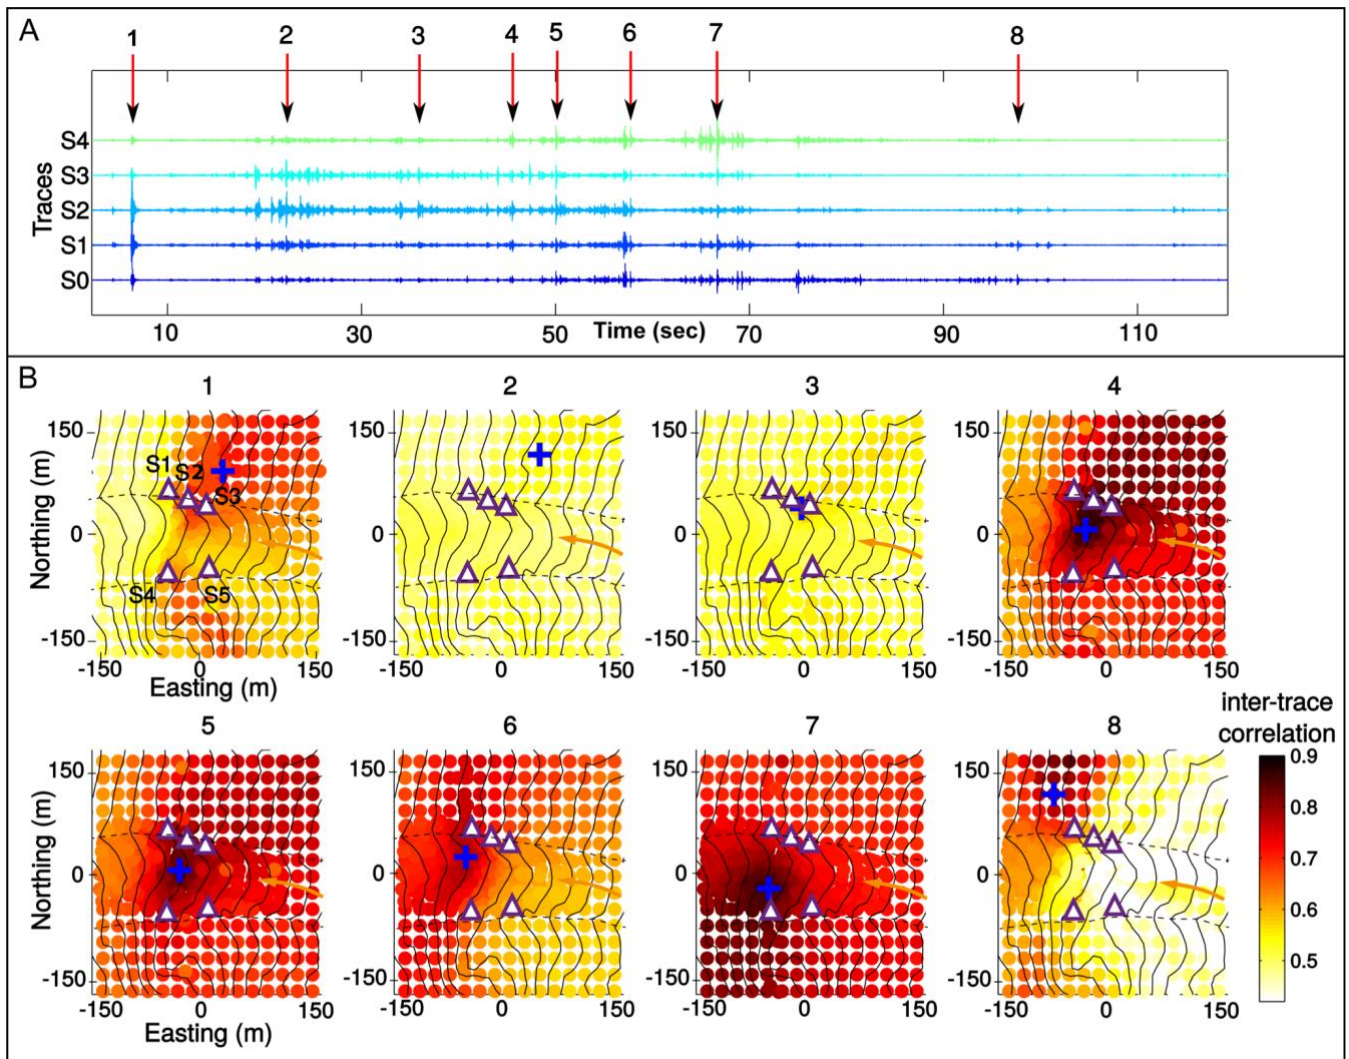 A
1 2 3 4 5 6 7 8
S4
S3
S2
S1
S0
Traces
10 30 50 Time (sec) 70 90 110
B
1 2 3 4
150 150 150 150
S1 S2
S3
0 0 0 0
S4 S5
-150 -150 -150 -150
-150 0 150 -150 0 150 -150 0 150 -150 0 150
Northing (m)
Easting (m)
inter-trace
correlation
5 6 7 8
150 150 150 150
0 0 0 0
-150 -150 -150 -150
-150 0 150 -150 0 150 -150 0 150 -150 0 150
Northing (m)
Easting (m)
0.9
0.8
0.7
0.6
0.5